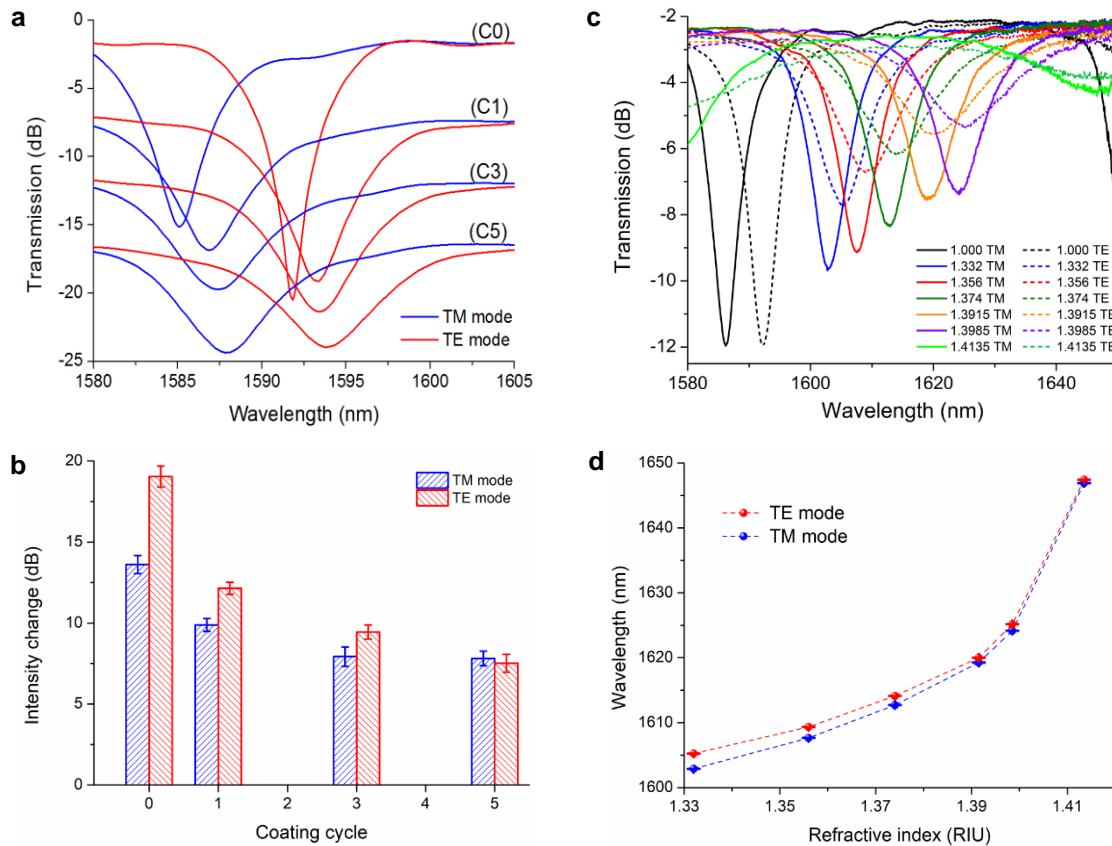 a
Transmission (dB)
0
-5
-10
-15
-20
-25
(C0)
(C1)
(C3)
(C5)
TM mode
TE mode
1580 1585 1590 1595 1600 1605
Wavelength (nm)
c
Transmission (dB)
-2
-4
-6
-8
-10
-12
1.000 TM 1.000 TE
1.332 TM 1.332 TE
1.356 TM 1.356 TE
1.374 TM 1.374 TE
1.3915 TM 1.3915 TE
1.3985 TM 1.3985 TE
1.4135 TM 1.4135 TE
1580 1600 1620 1640
Wavelength (nm)
b
Intensity change (dB)
20
15
10
5
0
TM mode
TE mode
0 1 2 3 4 5
Coating cycle
d
Wavelength (nm)
1650
1640
1630
1620
1610
1600
TE mode
TM mode
1.33 1.35 1.37 1.39 1.41
Refractive index (RIU)